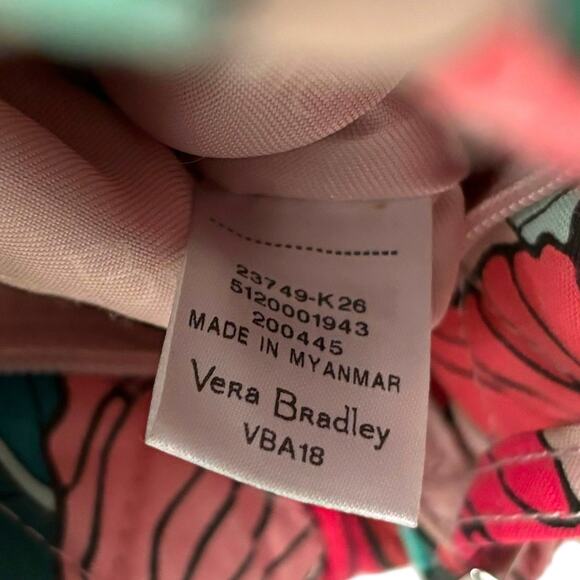 23749-K26
5120001943
200445
MADE IN MYANMAR
Vera Bradley
VBA18